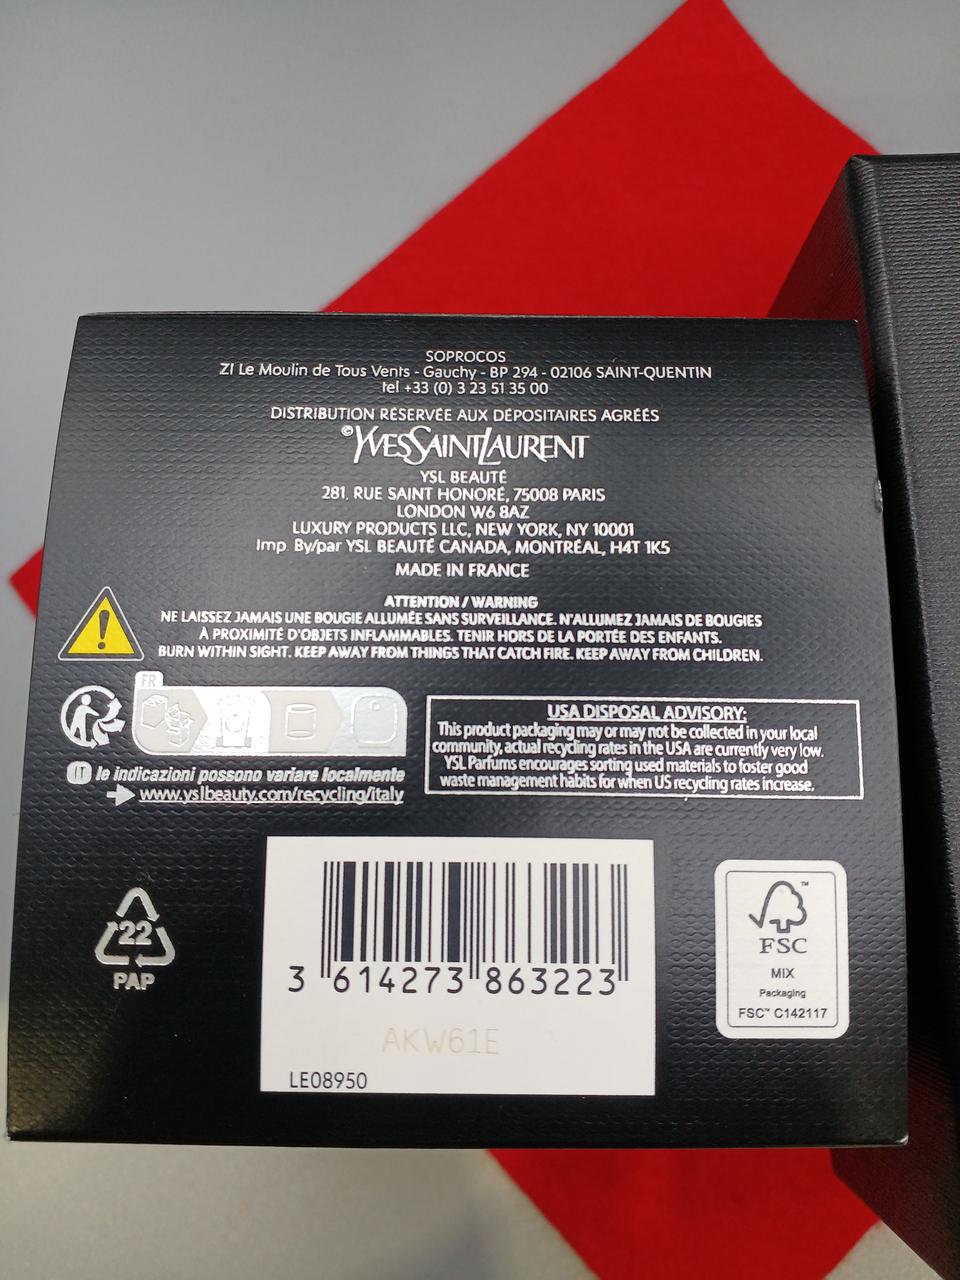 SOPROCOS
ZI Le Moulin de Tous Vents - Gauchy - BP 294 - 02106 SAINT-QUENTIN
tel +33 (0) 3 23 51 35 00
DISTRIBUTION RÉSERVÉE AUX DÉPOSITAIRES AGRÉÉS
©YVESSAINTLAURENT
YSL BEAUTÉ
281, RUE SAINT HONORÉ, 75008 PARIS
LONDON W6 8AZ
LUXURY PRODUCTS LLC, NEW YORK, NY 10001
Imp. By/par YSL BEAUTÉ CANADA, MONTRÉAL, H4T 1K5
MADE IN FRANCE
ATTENTION / WARNING
NE LAISSEZ JAMAIS UNE BOUGIE ALLUMÉE SANS SURVEILLANCE. N'ALLUMEZ JAMAIS DE BOUGIES
À PROXIMITÉ D'OBJETS INFLAMMABLES. TENIR HORS DE LA PORTÉE DES ENFANTS.
BURN WITHIN SIGHT. KEEP AWAY FROM THINGS THAT CATCH FIRE. KEEP AWAY FROM CHILDREN.
FR
IT le indicazioni possono variare localmente
www.yslbeauty.com/recycling/italy
USA DISPOSAL ADVISORY:
This product packaging may or may not be collected in your local
community, actual recycling rates in the USA are currently very low.
YSL Parfums encourages sorting used materials to foster good
waste management habits for when US recycling rates increase.
22
PAP
3 614273 863223
AKW61E
LE08950
FSC
MIX
Packaging
FSC™ C142117